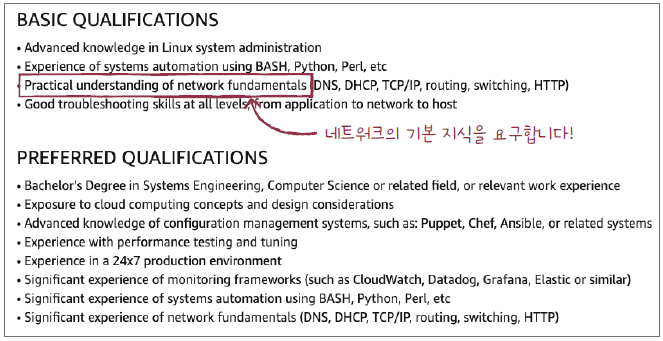 BASIC QUALIFICATIONS
• Advanced knowledge in Linux system administration
• Experience of systems automation using BASH, Python, Perl, etc
• Practical understanding of network fundamentals (DNS, DHCP, TCP/IP, routing, switching, HTTP)
• Good troubleshooting skills at all levels, from application to network to host
네트워크의 기본 지식을 요구합니다!
PREFERRED QUALIFICATIONS
• Bachelor's Degree in Systems Engineering, Computer Science or related field, or relevant work experience
• Exposure to cloud computing concepts and design considerations
• Advanced knowledge of configuration management systems, such as: Puppet, Chef, Ansible, or related systems
• Experience with performance testing and tuning
• Experience in a 24x7 production environment
• Significant experience of monitoring frameworks (such as CloudWatch, Datadog, Grafana, Elastic or similar)
• Significant experience of systems automation using BASH, Python, Perl, etc
• Significant experience of network fundamentals (DNS, DHCP, TCP/IP, routing, switching, HTTP)